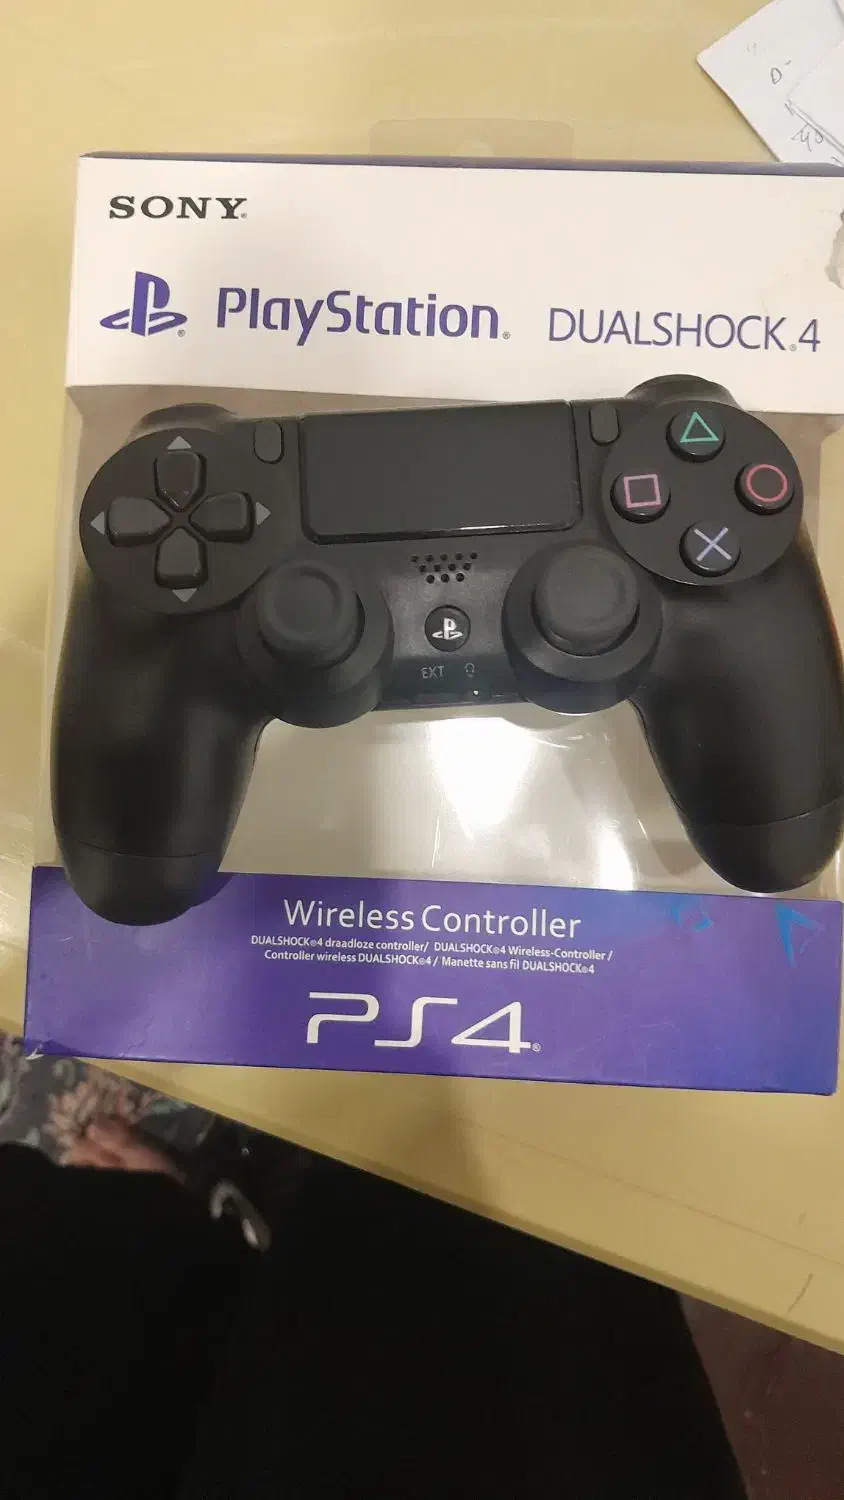 SONY®
PlayStation® DUALSHOCK®4
EXT
Wireless Controller
DUALSHOCK®4 draadloze controller/ DUALSHOCK®4 Wireless-Controller /
Controller wireless DUALSHOCK®4 / Manette sans fil DUALSHOCK®4
PS4®